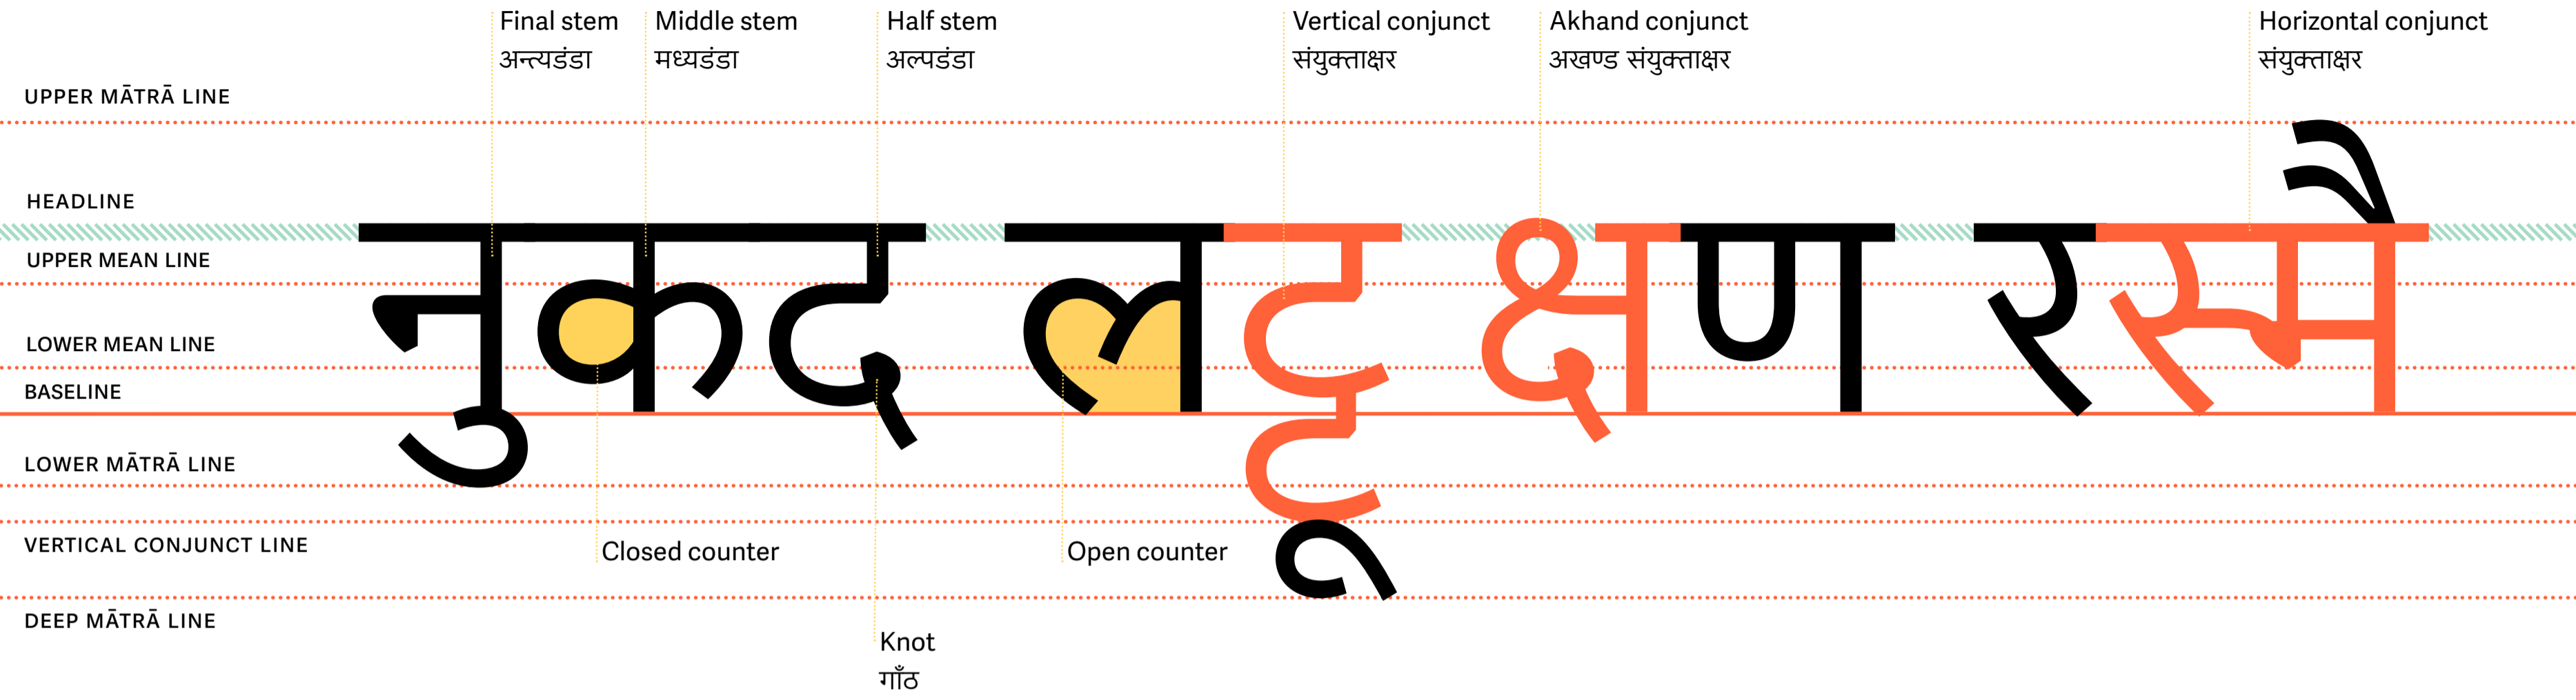 Final stem
अन्त्यडंडा
Middle stem
मध्यडंडा
Half stem
अल्पडंडा
Vertical conjunct
संयुक्ताक्षर
Akhand conjunct
अखण्ड संयुक्ताक्षर
Horizontal conjunct
संयुक्ताक्षर
UPPER MĀTRĀ LINE
HEADLINE
UPPER MEAN LINE
LOWER MEAN LINE
BASELINE
नुकद लट्टू क्षण रस्मै
LOWER MĀTRĀ LINE
VERTICAL CONJUNCT LINE
Closed counter
Open counter
DEEP MĀTRĀ LINE
Knot
गाँठ